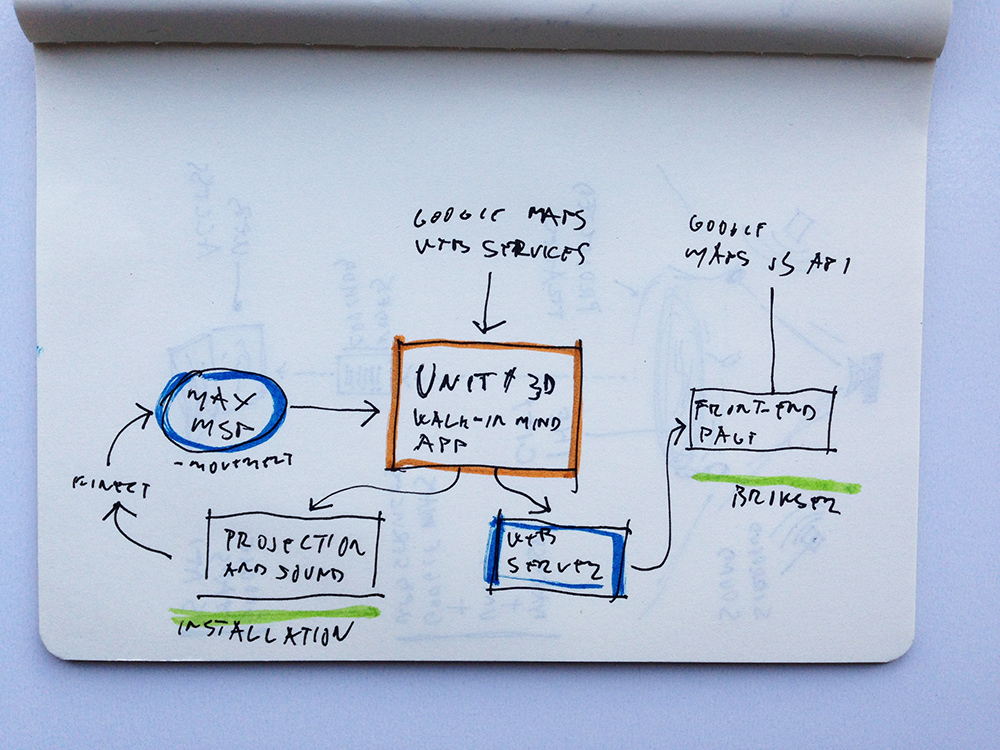 GOOGLE MAPS
WEB SERVICES
GOOGLE
MAPS JS API
UNITY 3D
WALK-IN MIND
APP
MAX
MSP
-MOVEMENT
FRONT-END
PAGE
BROWSER
KINECT
PROJECTION
AND SOUND
WEB
SERVER
INSTALLATION